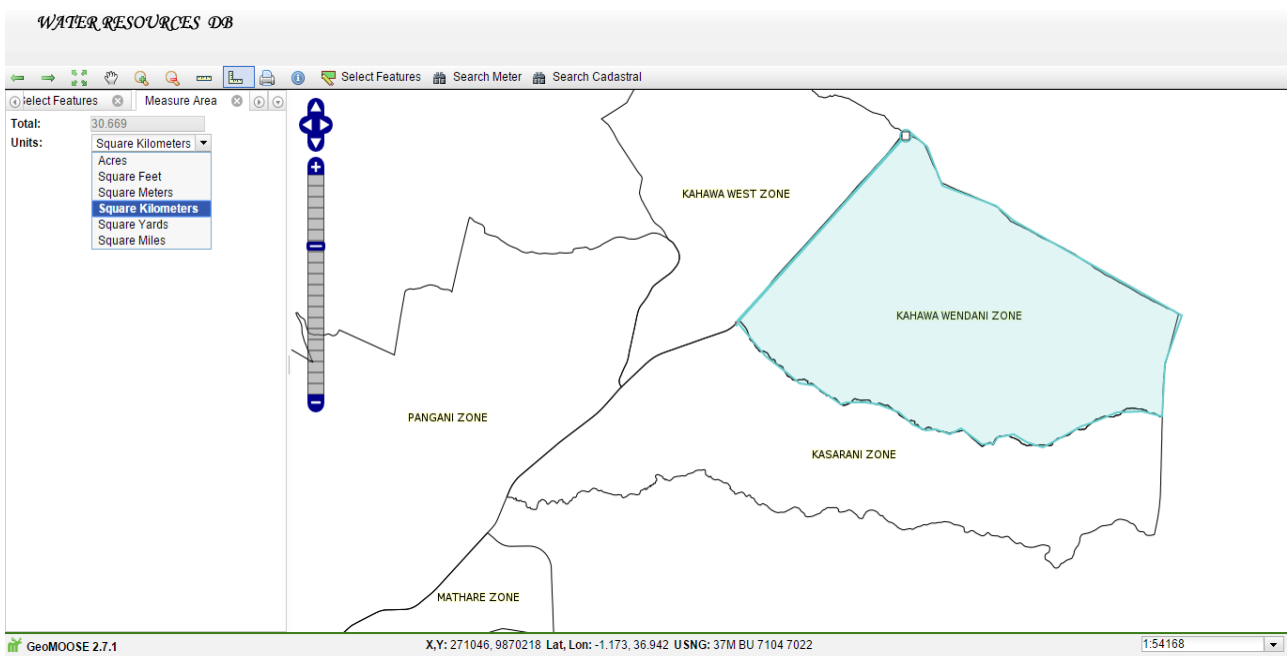 WATER RESOURCES DB
Select Features Search Meter Search Cadastral
elect Features Measure Area
Total: 30.669
Units: Square Kilometers
Acres
Square Feet
Square Meters
Square Kilometers
Square Yards
Square Miles
KAHAWA WEST ZONE
KAHAWA WENDANI ZONE
PANGANI ZONE
KASARANI ZONE
MATHARE ZONE
GeoMOOSE 2.7.1 X,Y: 271046, 9870218 Lat, Lon: -1.173, 36.942 USNG: 37M BU 7104 7022 1:54168